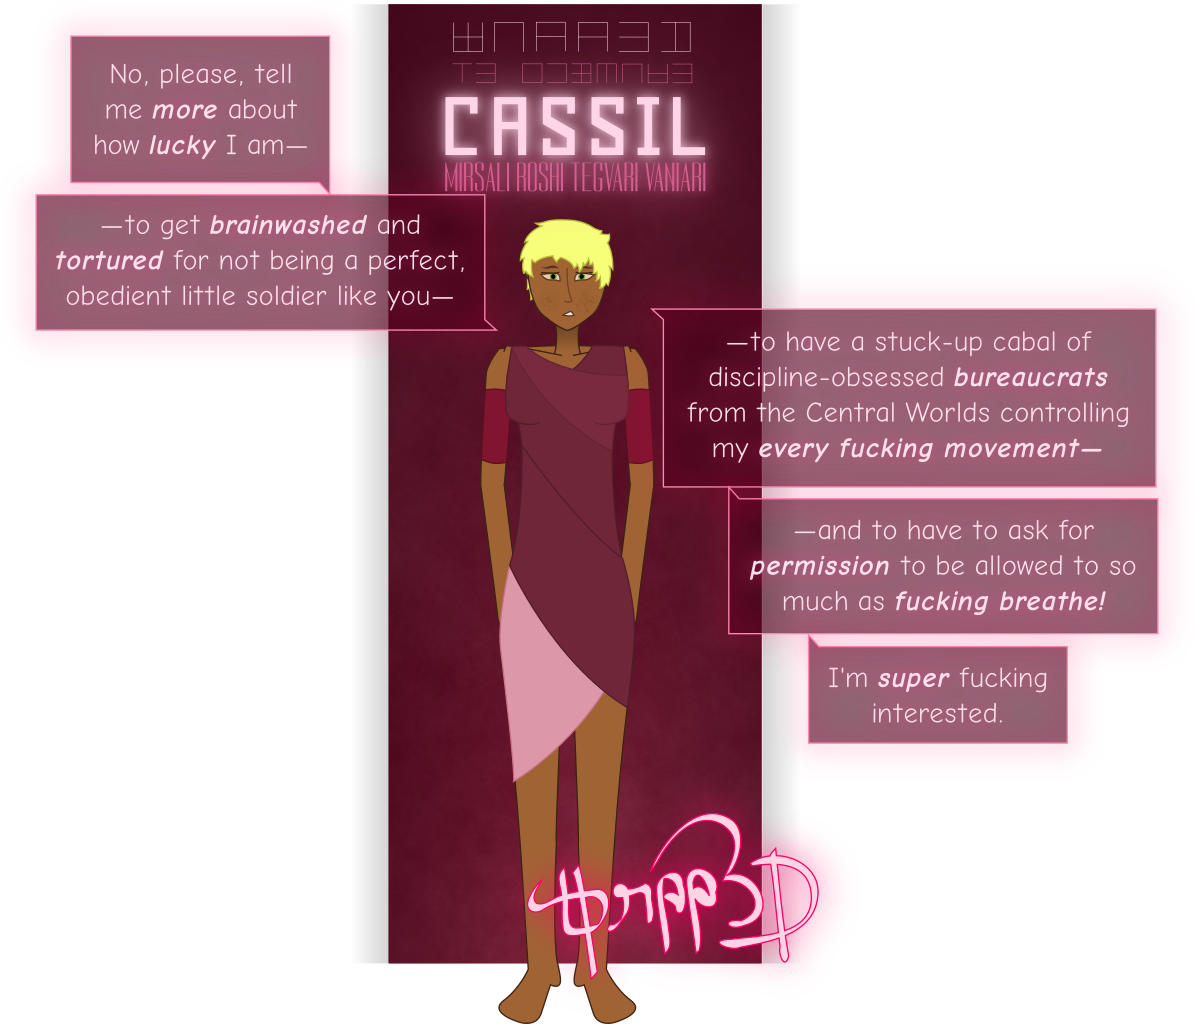 CASSIL
MIRSALI ROSHI TEGVARI VANIARI
No, please, tell
me more about
how lucky I am—
—to get brainwashed and
tortured for not being a perfect,
obedient little soldier like you—
—to have a stuck-up cabal of
discipline-obsessed bureaucrats
from the Central Worlds controlling
my every fucking movement—
—and to have to ask for
permission to be allowed to so
much as fucking breathe!
I'm super fucking
interested.